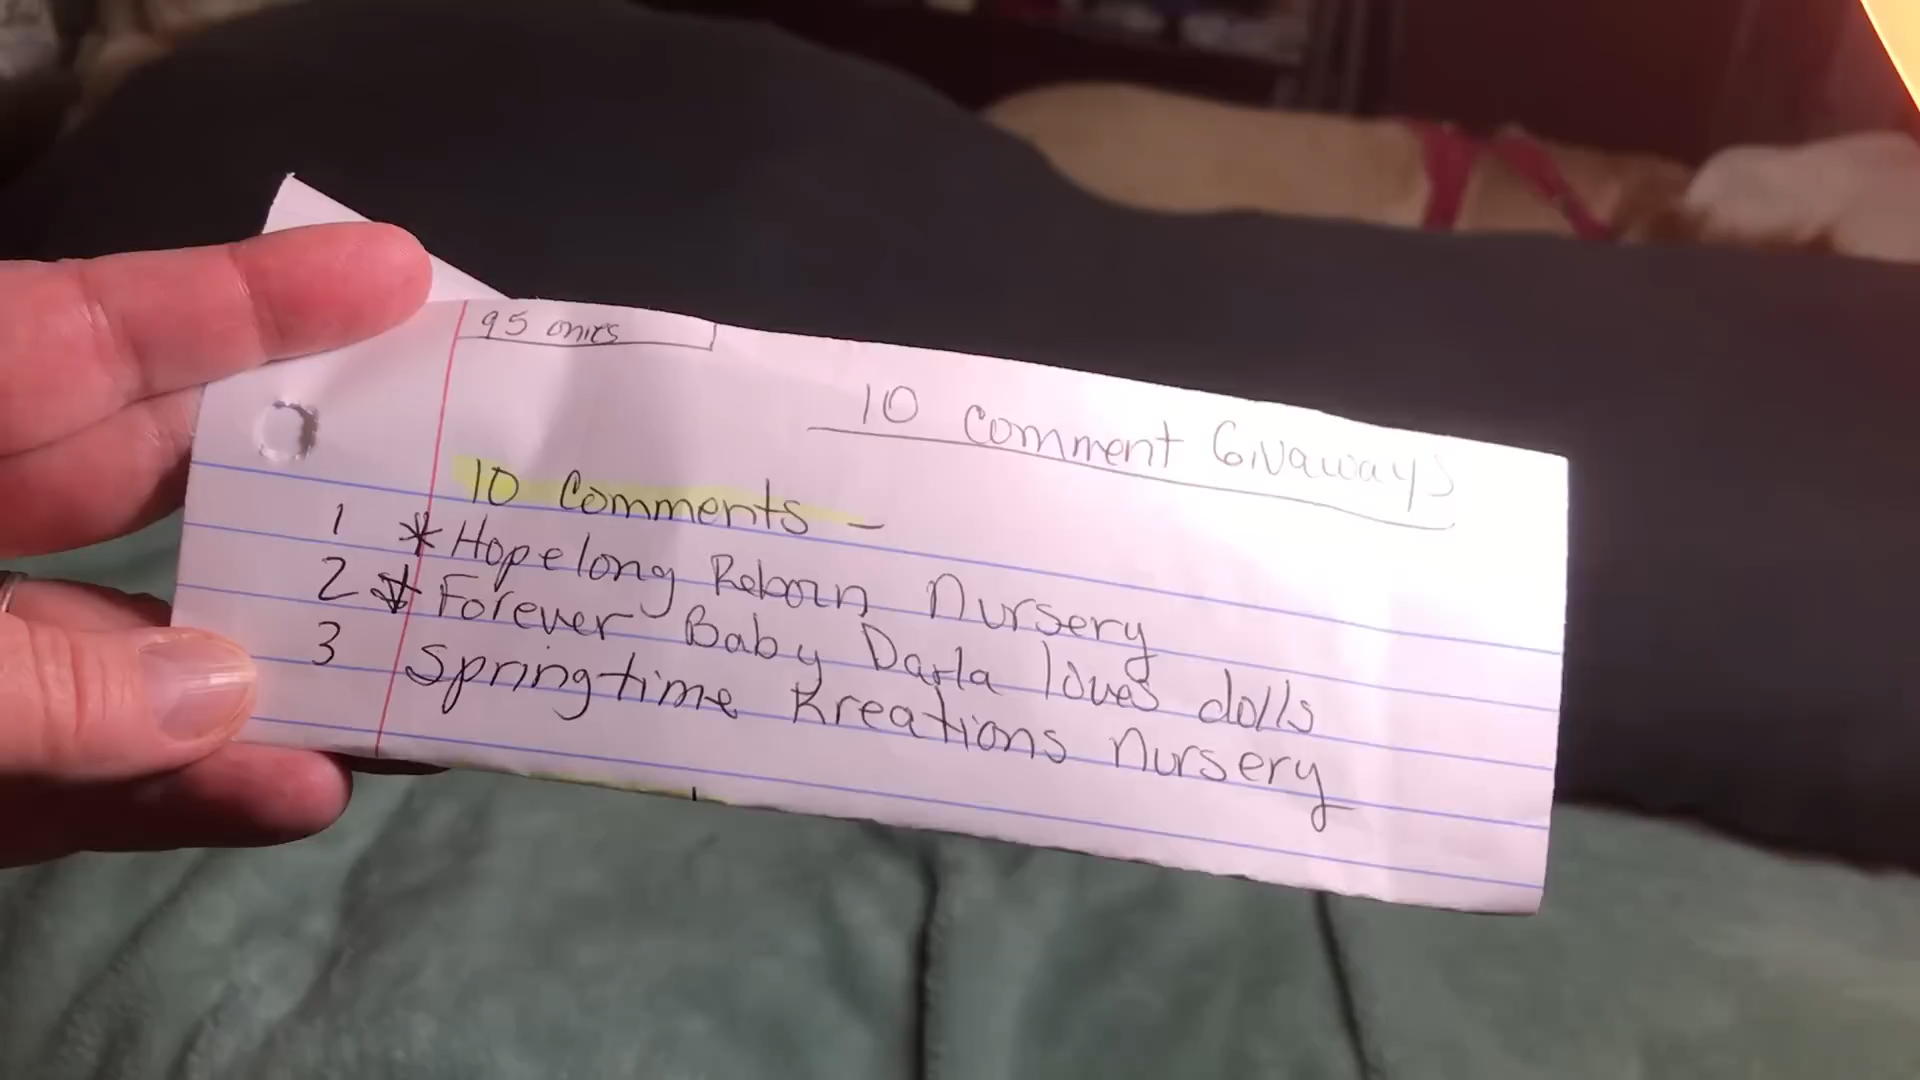 95 onies
10 Comment Givaways
10 Comments -
1 * Hopelong Reborn Nursery
2 * Forever Baby Darla loves dolls
3 Springtime Kreations Nursery